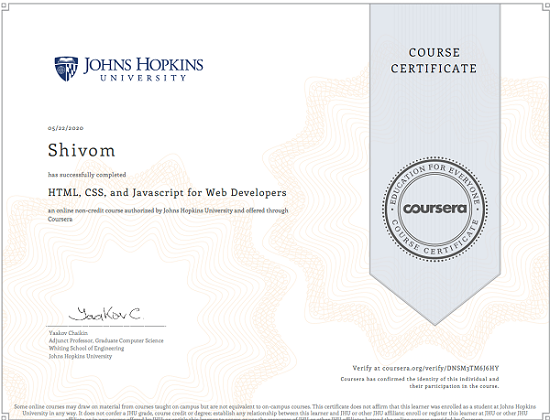 JOHNS HOPKINS
UNIVERSITY
COURSE
CERTIFICATE
05/22/2020
Shivom
has successfully completed
HTML, CSS, and Javascript for Web Developers
an online non-credit course authorized by Johns Hopkins University and offered through
Coursera
EDUCATION FOR EVERYONE
coursera
COURSE CERTIFICATE
Yaakov C.
Yaakov Chaikin
Adjunct Professor, Graduate Computer Science
Whiting School of Engineering
Johns Hopkins University
Verify at coursera.org/verify/DNSM3TM6J6HY
Coursera has confirmed the identity of this individual and
their participation in the course.
Some online courses may draw on material from courses taught on campus but are not equivalent to on-campus courses. This certificate does not affirm that this learner was enrolled as a student at Johns Hopkins
University in any way. It does not confer a JHU grade, course credit or degree, establish any relationship between this learner and JHU or other JHU affiliates; enroll or register this learner at JHU or other JHU